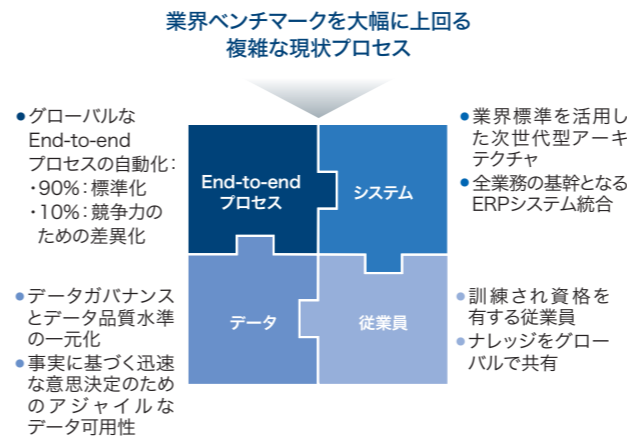 業界ベンチマークを大幅に上回る
複雑な現状プロセス
●グローバルな
End-to-end
プロセスの自動化：
・90%：標準化
・10%：競争力の
ための差異化
End-to-end
プロセス
システム
●業界標準を活用し
た次世代型アーキ
テクチャ
●全業務の基幹となる
ERPシステム統合
●データガバナンス
とデータ品質水準
の一元化
●事実に基づく迅速
な意思決定のため
のアジャイルな
データ可用性
データ
従業員
●訓練され資格を
有する従業員
●ナレッジをグロー
バルで共有